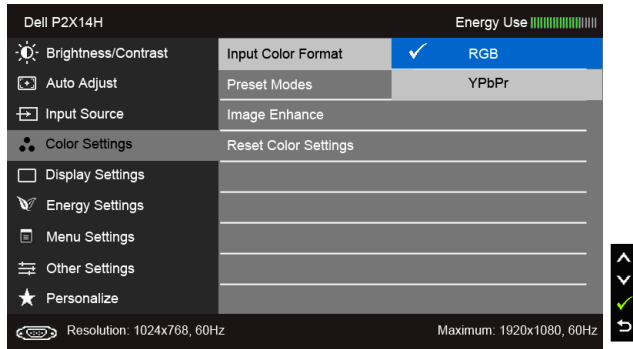 Dell P2X14H
Energy Use
Brightness/Contrast
Input Color Format
RGB
Auto Adjust
Preset Modes
YPbPr
Input Source
Image Enhance
Color Settings
Reset Color Settings
Display Settings
Energy Settings
Menu Settings
Other Settings
Personalize
Resolution: 1024x768, 60Hz
Maximum: 1920x1080, 60Hz